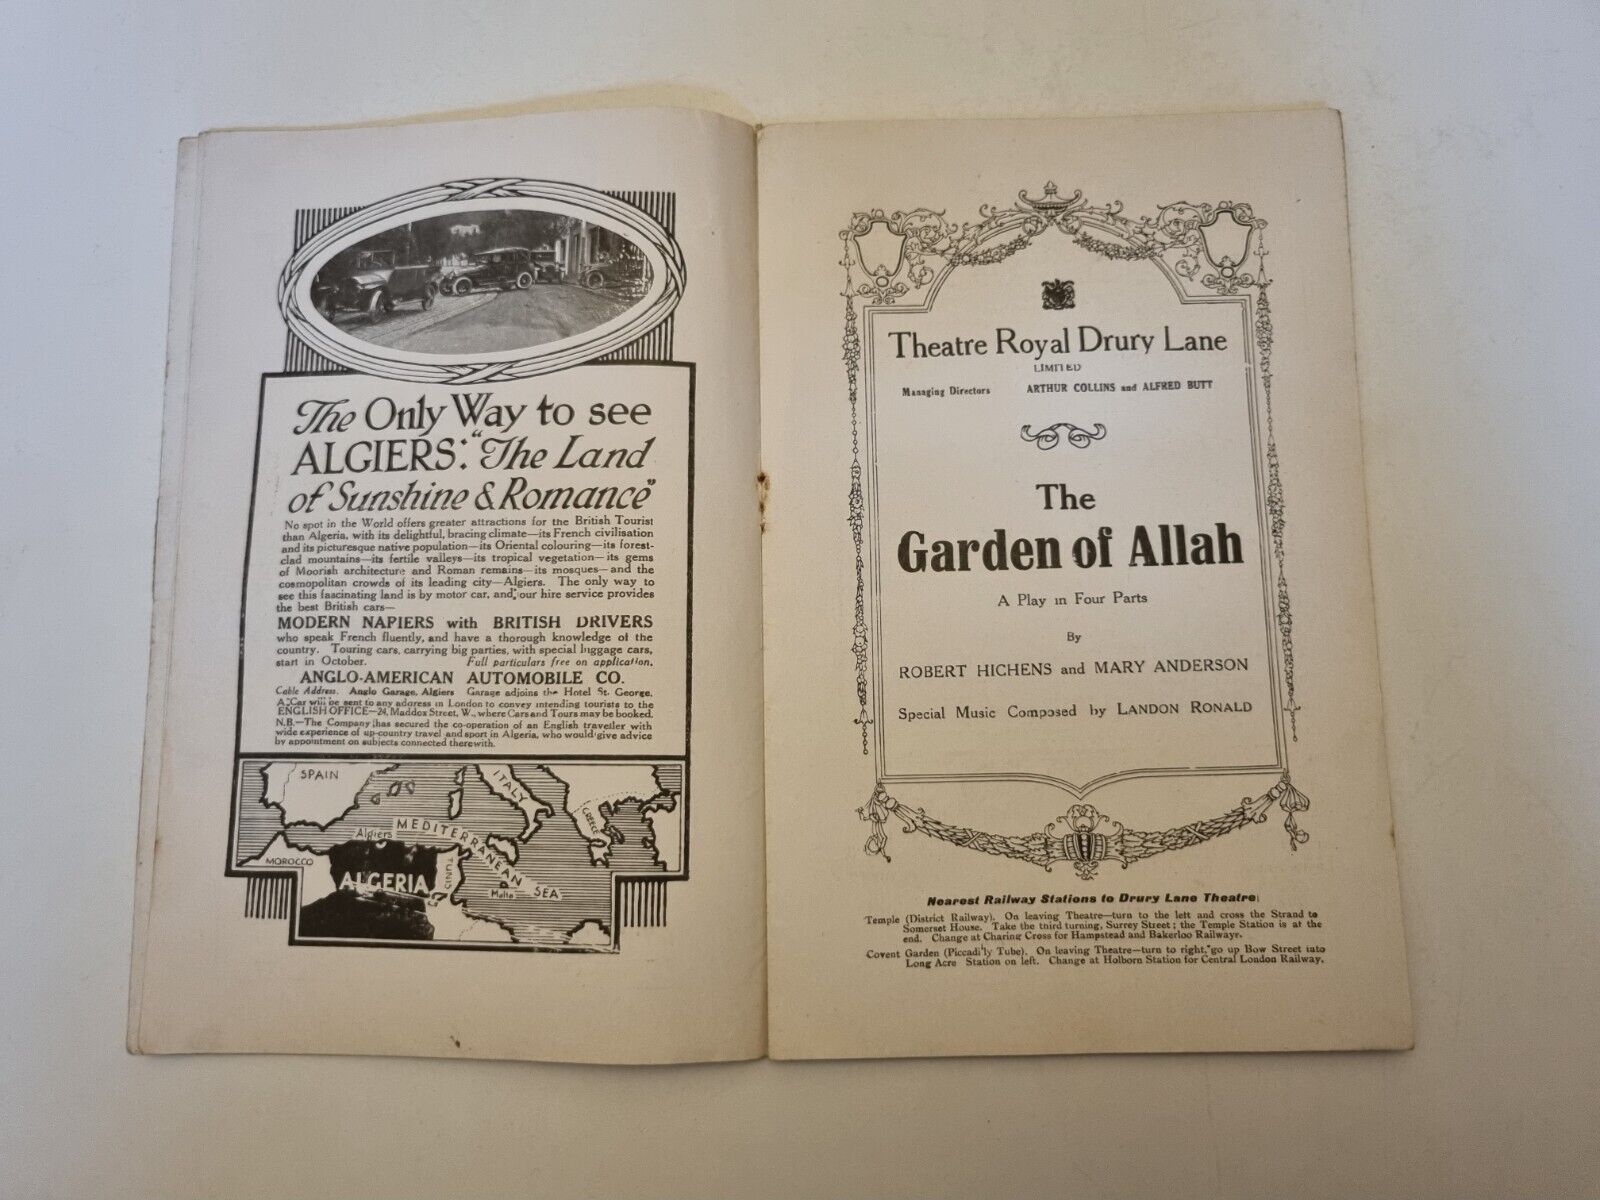 The Only Way to see
ALGIERS: "The Land
of Sunshine & Romance"
No spot in the World offers greater attractions for the British Tourist
than Algeria, with its delightful, bracing climate—its French civilisation
and its picturesque native population—its Oriental colouring—its forest-
clad mountains—its fertile valleys—its tropical vegetation—its gems
of Moorish architecture and Roman remains—its mosques—and the
cosmopolitan crowds of its leading city—Algiers. The only way to
see this fascinating land is by motor car, and our hire service provides
the best British cars—
MODERN NAPIERS with BRITISH DRIVERS
who speak French fluently, and have a thorough knowledge of the
country. Touring cars, carrying big parties, with special luggage cars,
start in October. Full particulars free on application.
ANGLO-AMERICAN AUTOMOBILE CO.
Cable Address. Anglo Garage, Algiers Garage adjoins the Hotel St. George.
A Car will be sent to any address in London to convey intending tourists to the
ENGLISH OFFICE—24, Maddox Street, W., where Cars and Tours may be booked.
N.B.—The Company has secured the co-operation of an English traveller with
wide experience of up-country travel and sport in Algeria, who would give advice
by appointment on subjects connected therewith.
SPAIN
ITALY
GREECE
Algiers
MEDITERRANEAN SEA
MOROCCO
ALGERIA
TUNIS
Malta
Theatre Royal Drury Lane
LIMITED
Managing Directors ARTHUR COLLINS and ALFRED BUTT
The
Garden of Allah
A Play in Four Parts
By
ROBERT HICHENS and MARY ANDERSON
Special Music Composed by LANDON RONALD
Nearest Railway Stations to Drury Lane Theatre
Temple (District Railway). On leaving Theatre—turn to the left and cross the Strand to
Somerset House. Take the third turning, Surrey Street; the Temple Station is at the
end. Change at Charing Cross for Hampstead and Bakerloo Railways.
Covent Garden (Piccadilly Tube). On leaving Theatre—turn to right, go up Bow Street into
Long Acre Station on left. Change at Holborn Station for Central London Railway.